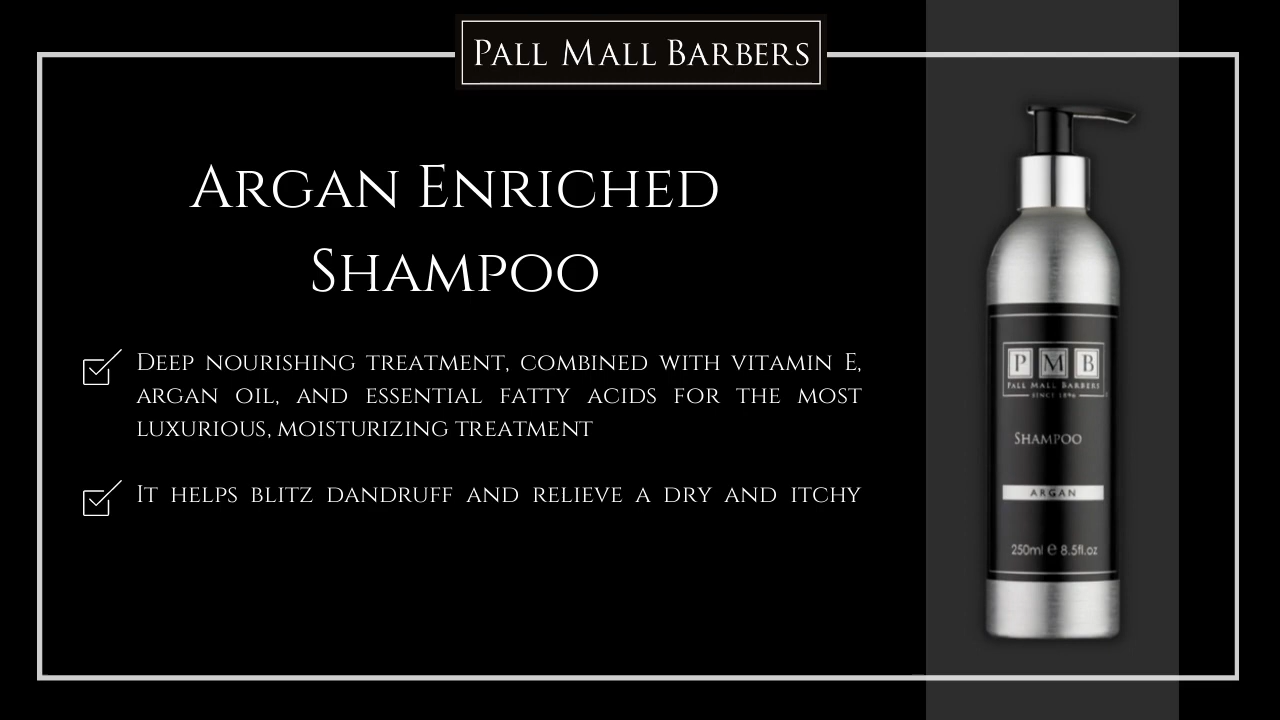 Pall Mall Barbers
Argan Enriched
Shampoo
Deep nourishing treatment, combined with vitamin E,
argan oil, and essential fatty acids for the most
luxurious, moisturizing treatment
It helps blitz dandruff and relieve a dry and itchy
P M B
Pall Mall Barbers
SINCE 1896
Shampoo
ARGAN
250ml e 8.5fl.oz